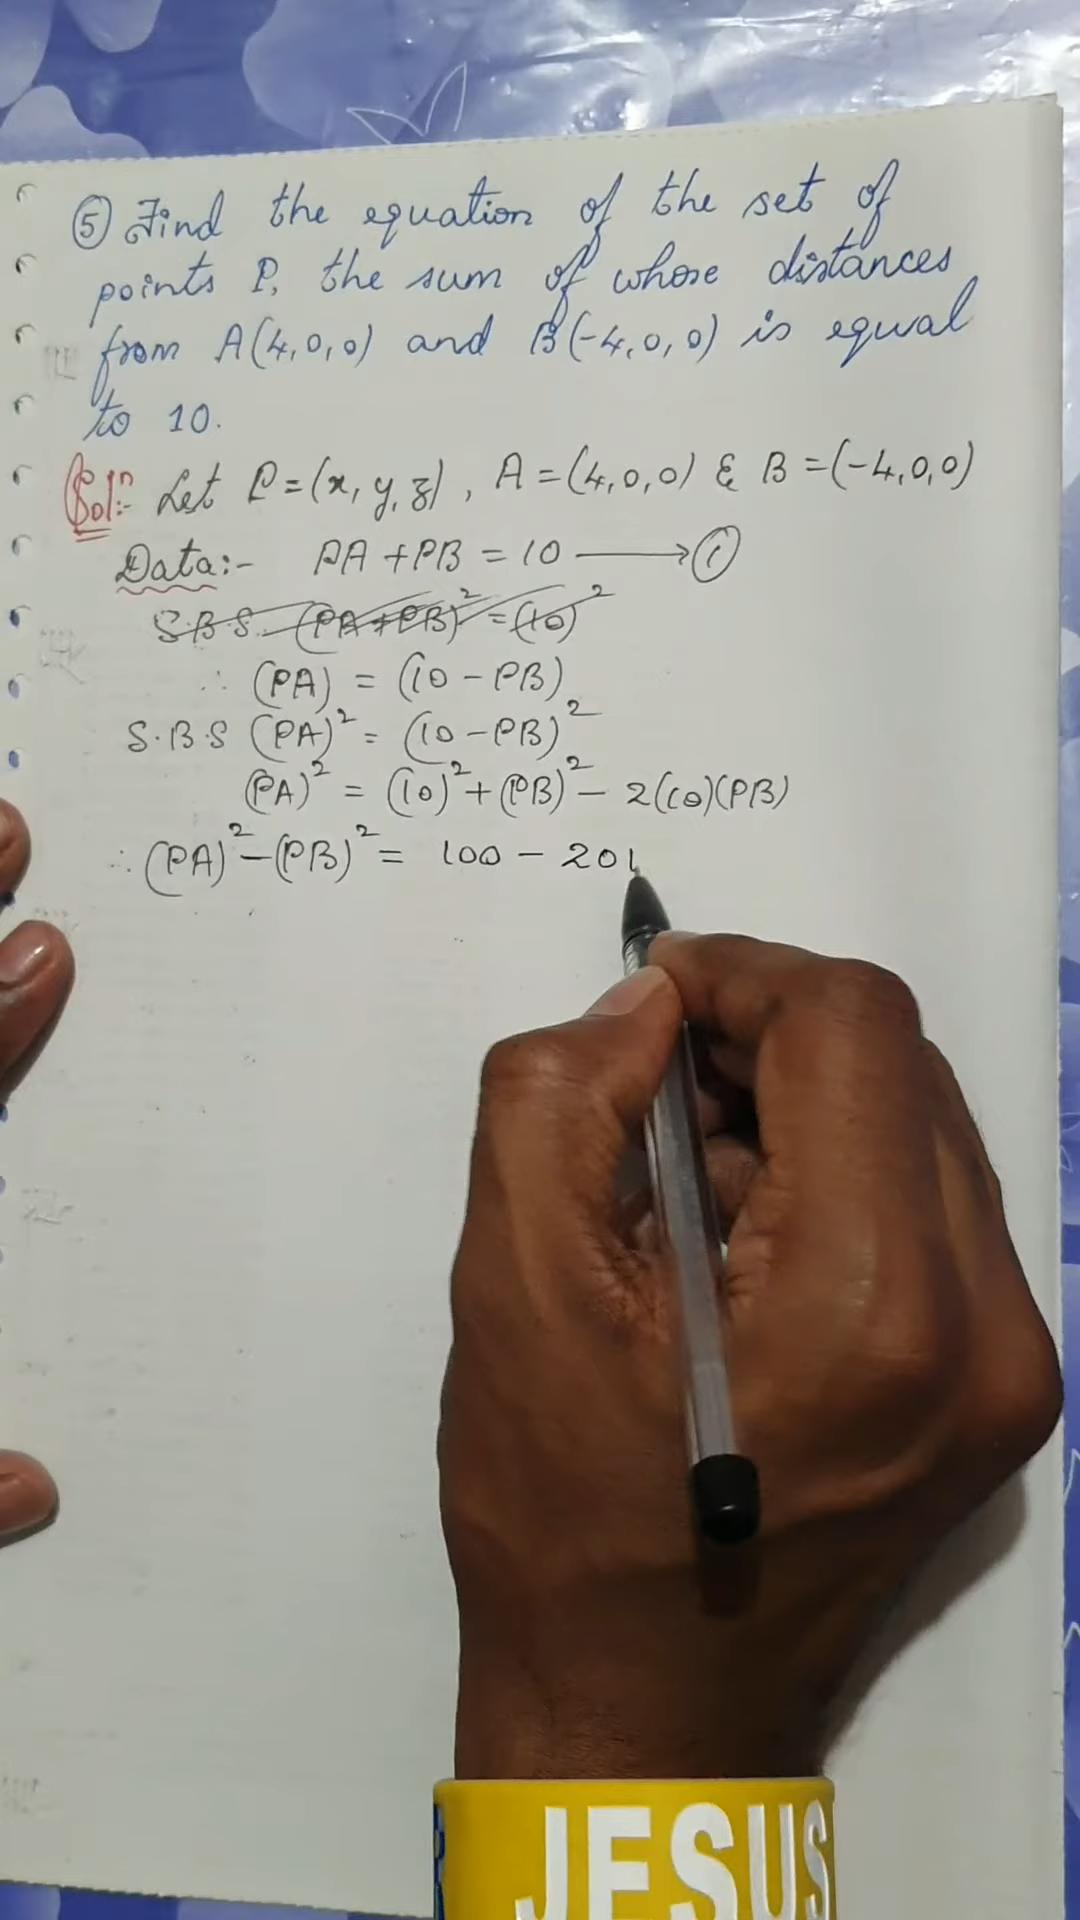 ⑤ Find the equation of the set of
points P, the sum of whose distances
from A(4,0,0) and B(-4,0,0) is equal
to 10.
Solⁿ:- Let P=(x, y, z), A=(4,0,0) & B=(-4,0,0)
Data:- PA+PB=10 ⟶ ①
S.B.S. (PA+PB)²=(10)²
∴ (PA) = (10-PB)
S.B.S (PA)² = (10-PB)²
(PA)² = (10)²+(PB)²-2(10)(PB)
∴ (PA)²-(PB)² = 100 - 20
JESUS